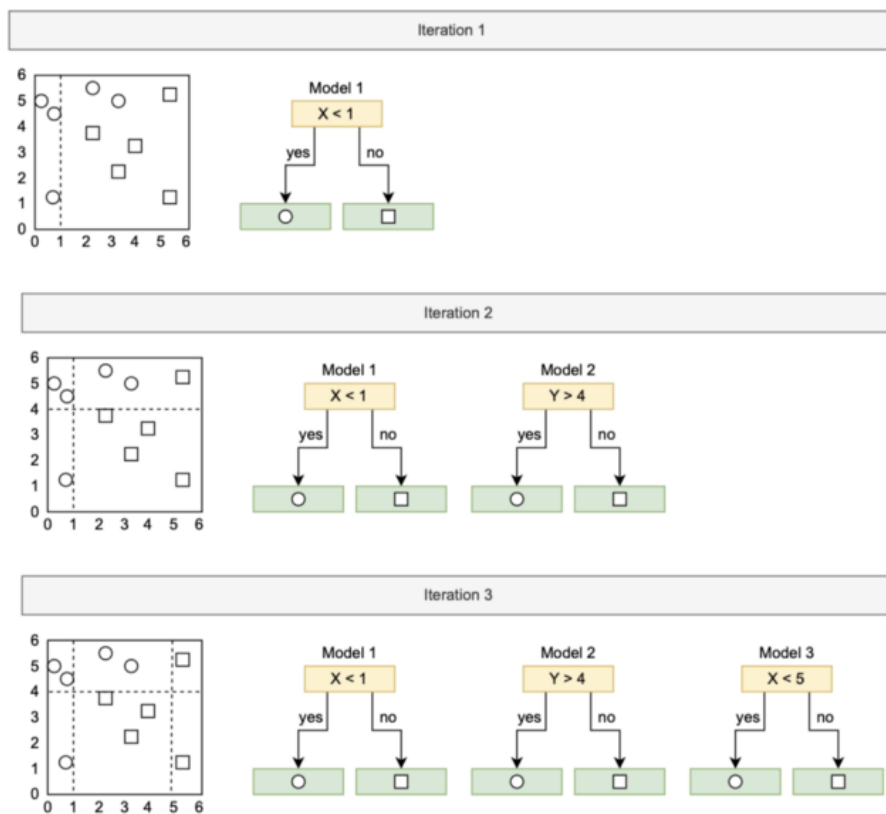 Iteration 1
6
5
4
3
2
1
0
0 1 2 3 4 5 6
Model 1
X < 1
yes no
Iteration 2
6
5
4
3
2
1
0
0 1 2 3 4 5 6
Model 1
X < 1
yes no
Model 2
Y > 4
yes no
Iteration 3
6
5
4
3
2
1
0
0 1 2 3 4 5 6
Model 1
X < 1
yes no
Model 2
Y > 4
yes no
Model 3
X < 5
yes no